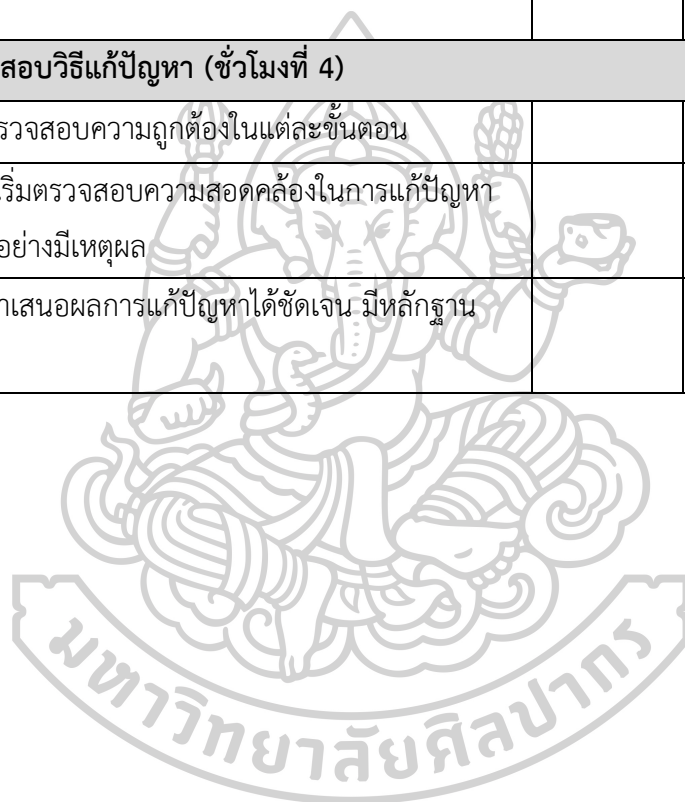 สอบวิธีแก้ปัญหา (ชั่วโมงที่ 4)
รวจสอบความถูกต้องในแต่ละขั้นตอน
ริ่มตรวจสอบความสอดคล้องในการแก้ปัญหา
อย่างมีเหตุผล
าเสนอผลการแก้ปัญหาได้ชัดเจน มีหลักฐาน
มหาวิทยาลัยศิลปากร